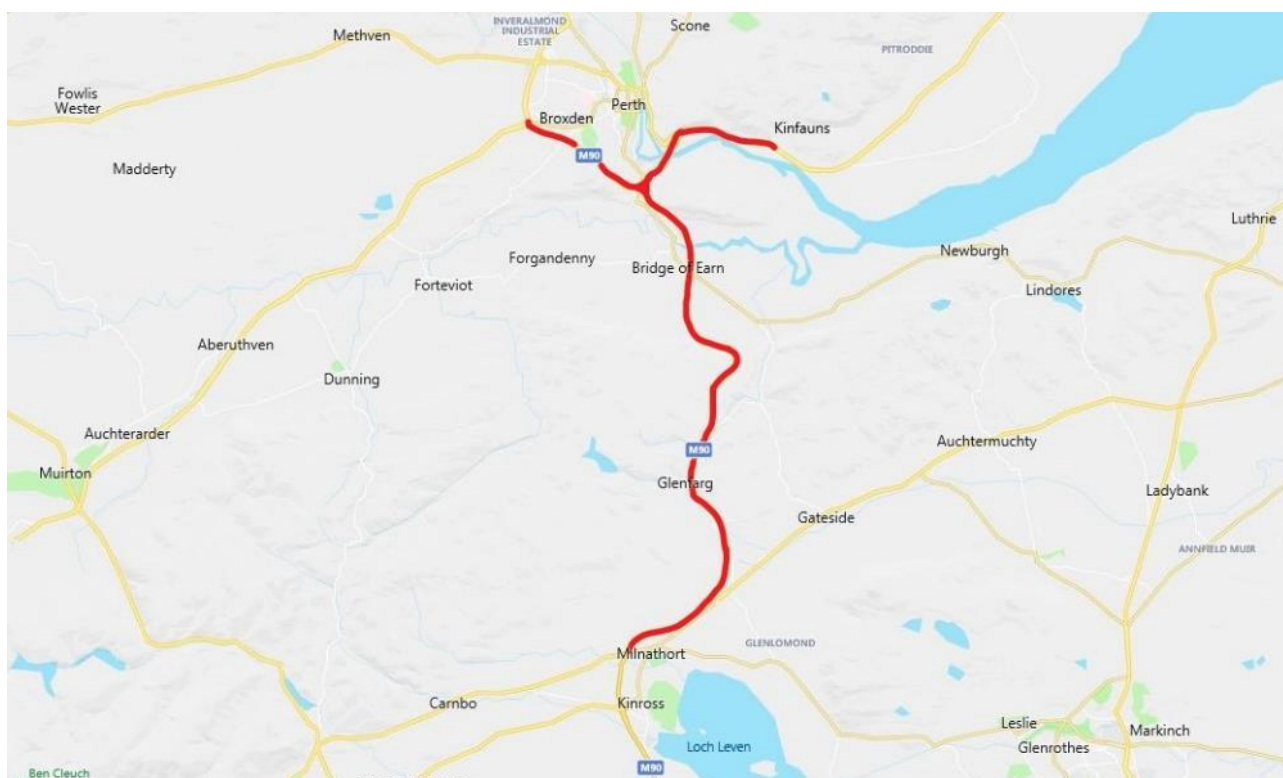 INVERALMOND
INDUSTRIAL
ESTATE
Scone
Methven
PITRODDIE
Fowlis
Wester
Perth
Broxden
Kinfauns
M90
Madderty
Luthrie
Newburgh
Forgandenny
Bridge of Earn
Forteviot
Lindores
Aberuthven
Dunning
Auchterarder
Auchtermuchty
M90
Muirton
Glenfarg
Ladybank
Gateside
ANNFIELD MUIR
GLENLOMOND
Milnathort
Carnbo
Kinross
Leslie
Markinch
Loch Leven
Glenrothes
M90
Ben Cleuch